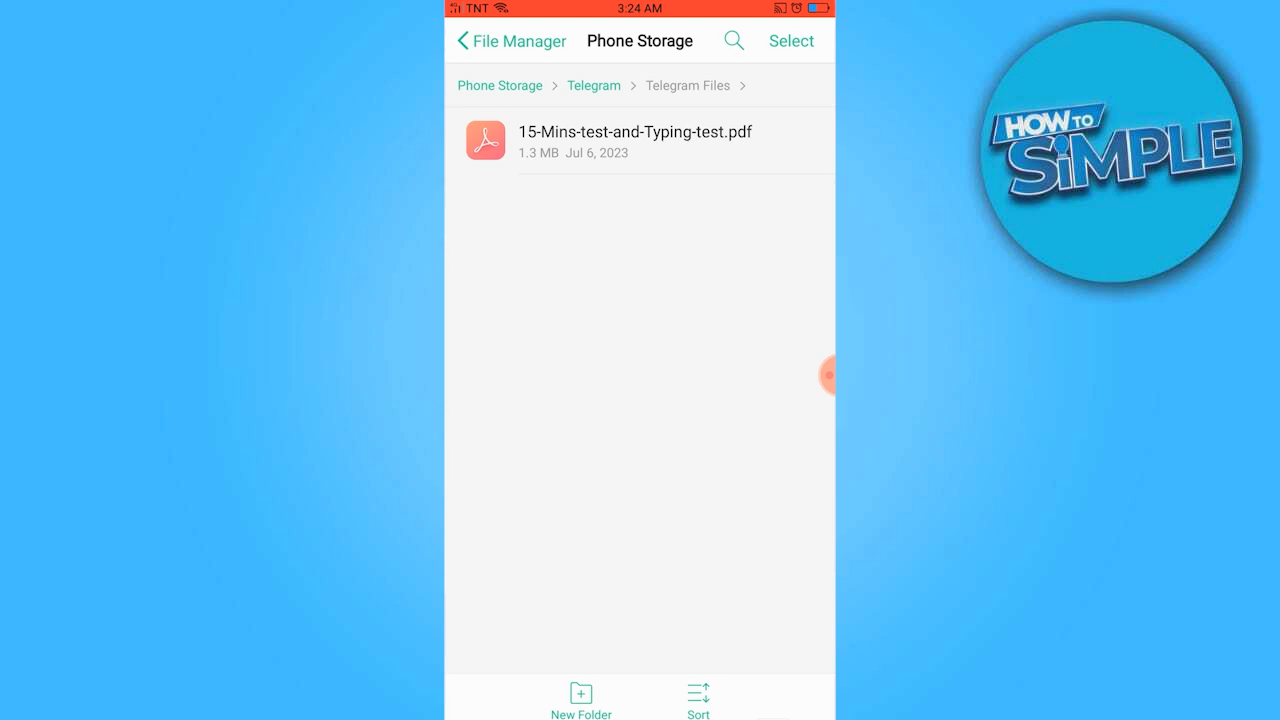 TNT 3:24 AM
File Manager Phone Storage Select
Phone Storage > Telegram > Telegram Files >
15-Mins-test-and-Typing-test.pdf
1.3 MB Jul 6, 2023
New Folder Sort
HOW TO
SIMPLE